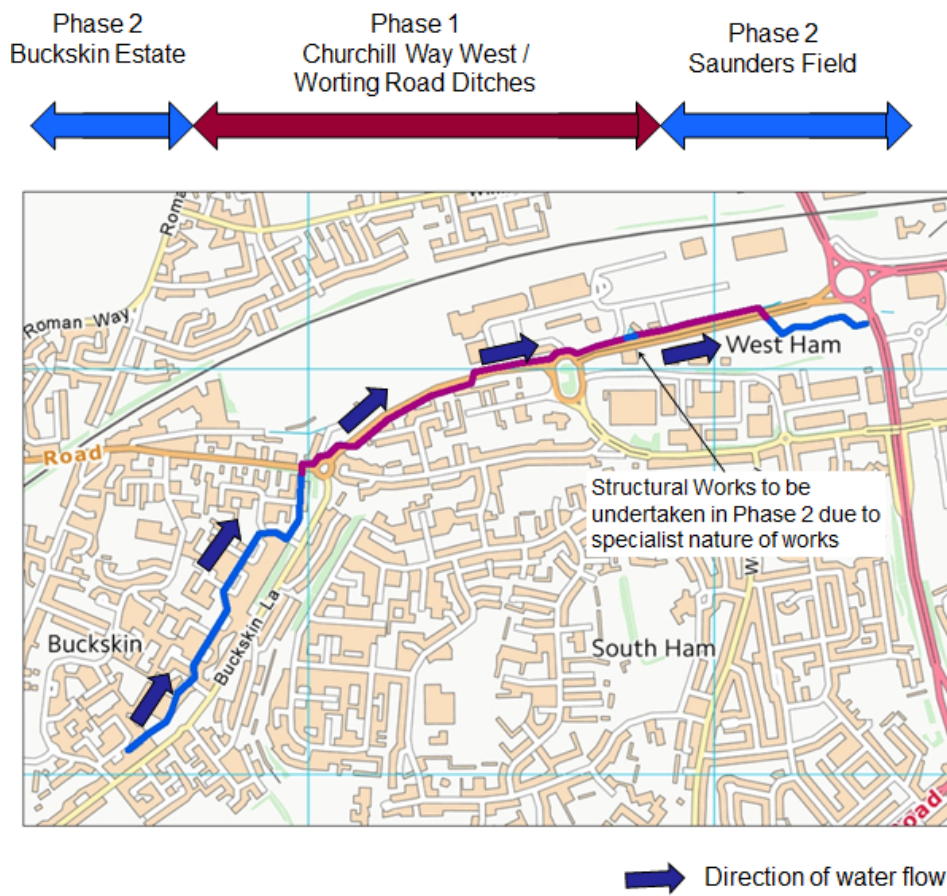 Phase 2
Buckskin Estate
Phase 1
Churchill Way West /
Worting Road Ditches
Phase 2
Saunders Field
Roman Way
Road
West Ham
Structural Works to be
undertaken in Phase 2 due to
specialist nature of works
Buckskin La
Buckskin
South Ham
Direction of water flow